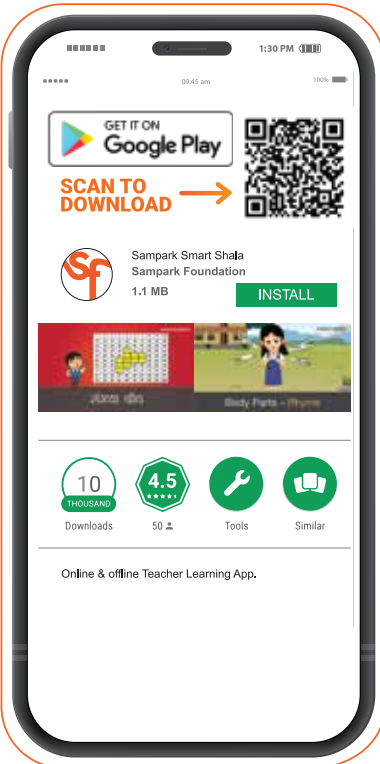 1:30 PM
09.45 am
100%
GET IT ON
Google Play
SCAN TO
DOWNLOAD
Sf
Sampark Smart Shala
Sampark Foundation
1.1 MB
INSTALL
Body Parts - Rhyme
10
THOUSAND
4.5
Downloads
50
Tools
Similar
Online & offline Teacher Learning App.